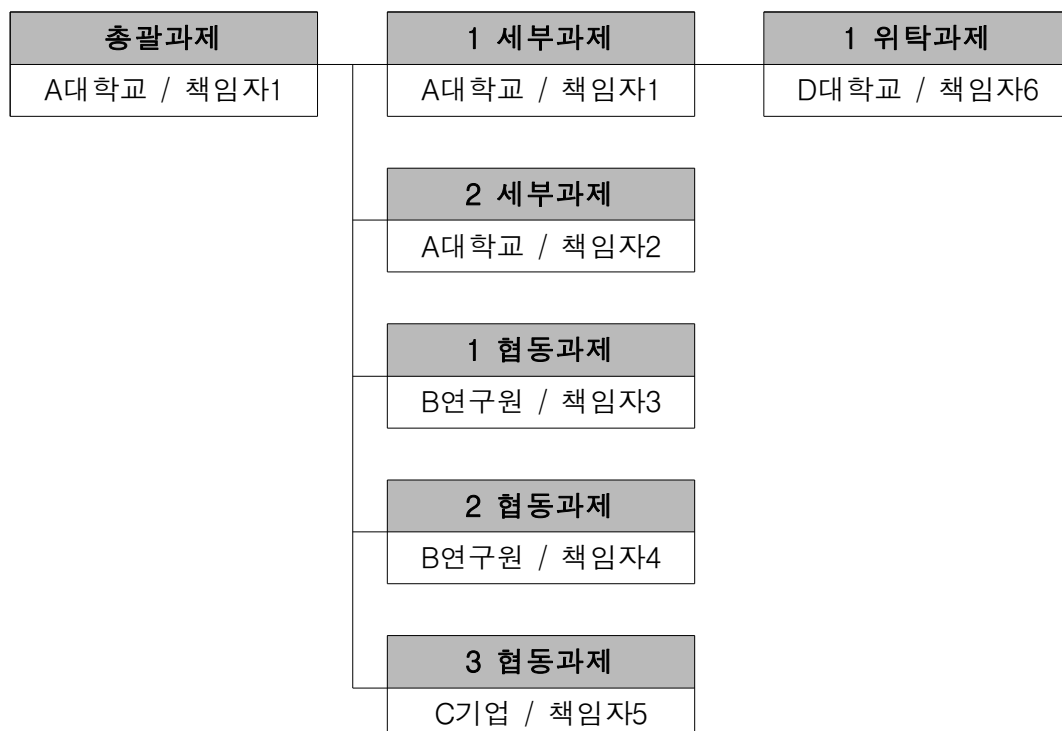 총괄과제
A대학교 / 책임자1
1 세부과제
A대학교 / 책임자1
1 위탁과제
D대학교 / 책임자6
2 세부과제
A대학교 / 책임자2
1 협동과제
B연구원 / 책임자3
2 협동과제
B연구원 / 책임자4
3 협동과제
C기업 / 책임자5